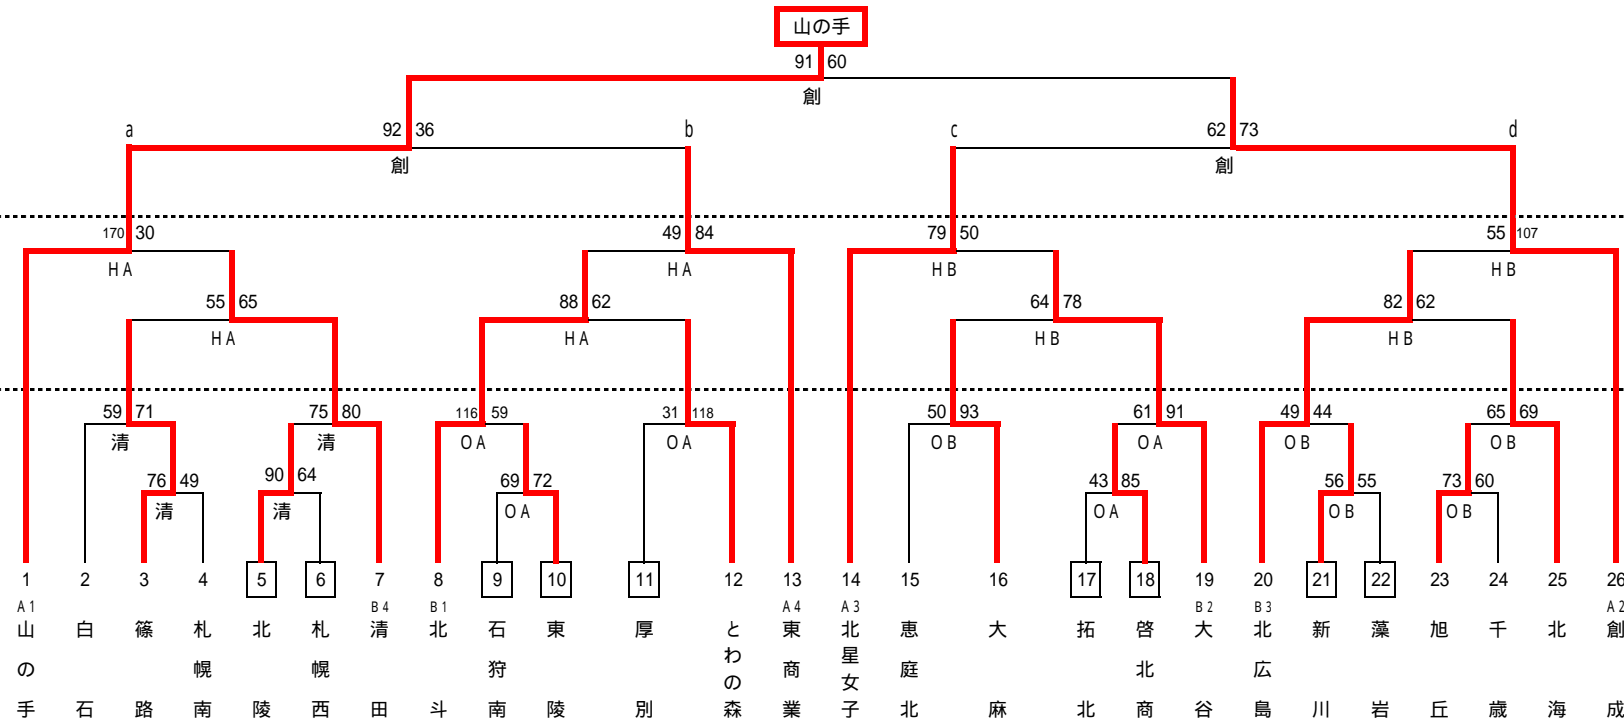 山の手
91 60
創
a 92 36 b c 62 73 d
創 創
170 30 49 84 79 50 55 107
HA HA HB HB
55 65 88 62 64 78 82 62
HA HA HB HB
59 71 75 80 116 59 31 118 50 93 61 91 49 44 65 69
清 清 OA OA OB OA OB OB
76 49 90 64 69 72 43 85 56 55 73 60
清 清 OA OA OB OB
1 2 3 4 5 6 7 8 9 10 11 12 13 14 15 16 17 18 19 20 21 22 23 24 25 26
A1 B4 B1 A4 A3 B2 B3 A2
山の手
白石
篠路
札幌南
北陵
札幌西
清田
北斗
石狩南
東陵
厚別
とわの森
東商業
北星女子
恵庭北
大麻
拓北
啓北商
大谷
北広島
新川
藻岩
旭丘
千歳
北海
創成